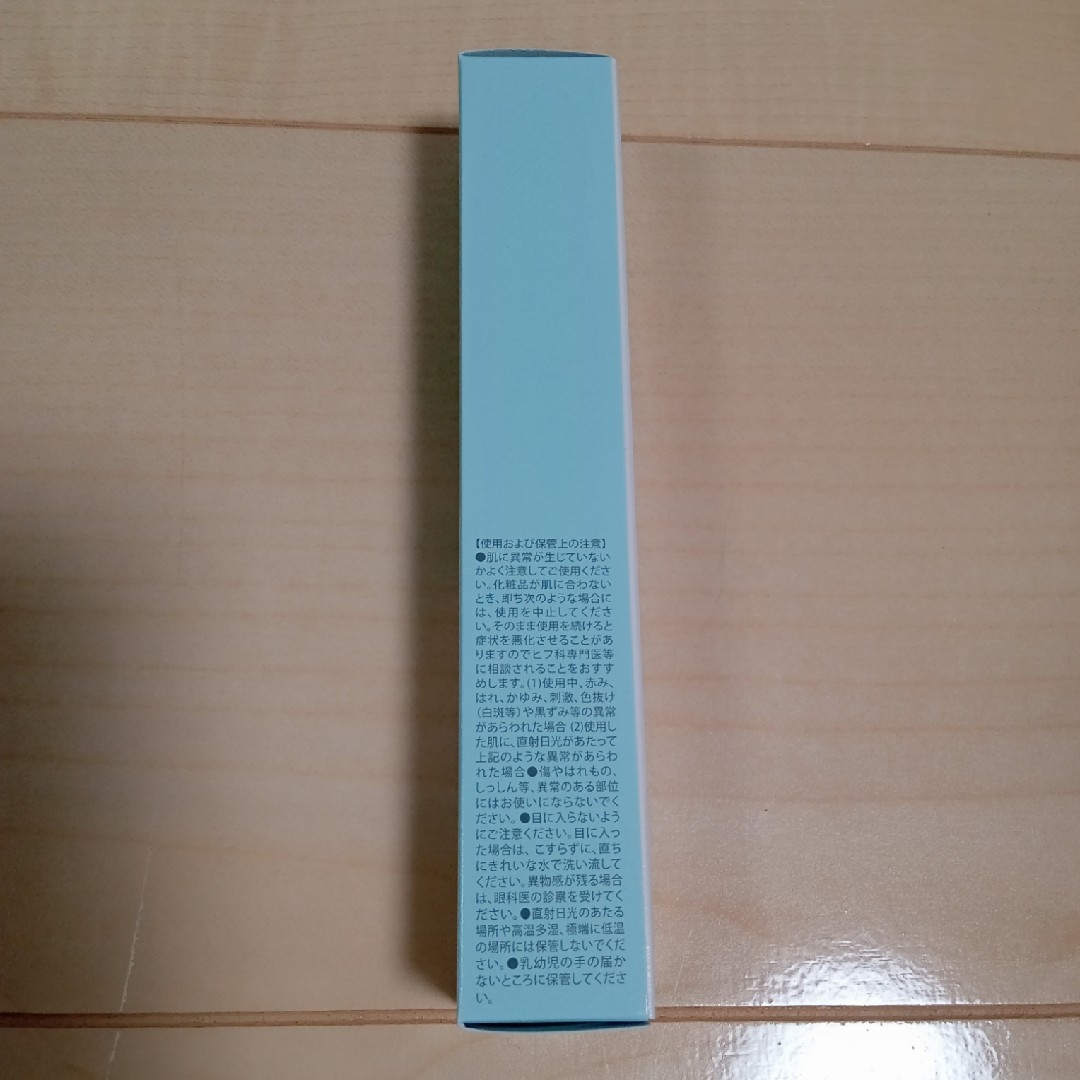 【使用および保管上の注意】
●肌に異常が生じていない
かよく注意してご使用くださ
い。化粧品が肌に合わない
とき、即ち次のような場合に
は、使用を中止してくださ
い。そのまま使用を続けると
症状を悪化させることがあ
りますのでヒフ科専門医等
に相談されることをおすす
めします。(1)使用中、赤み、
はれ、かゆみ、刺激、色抜け
(白斑等)や黒ずみ等の異常
があらわれた場合 (2)使用し
た肌に、直射日光があたって
上記のような異常があらわ
れた場合●傷やはれもの、
しっしん等、異常のある部位
にはお使いにならないでく
ださい。●目に入らないよう
にご注意ください。目に入っ
た場合は、こすらずに、直ち
にきれいな水で洗い流して
ください。異物感が残る場合
は、眼科医の診察を受けてく
ださい。●直射日光のあたる
場所や高温多湿、極端に低温
の場所には保管しないでくだ
さい。●乳幼児の手の届か
ないところに保管してくださ
い。